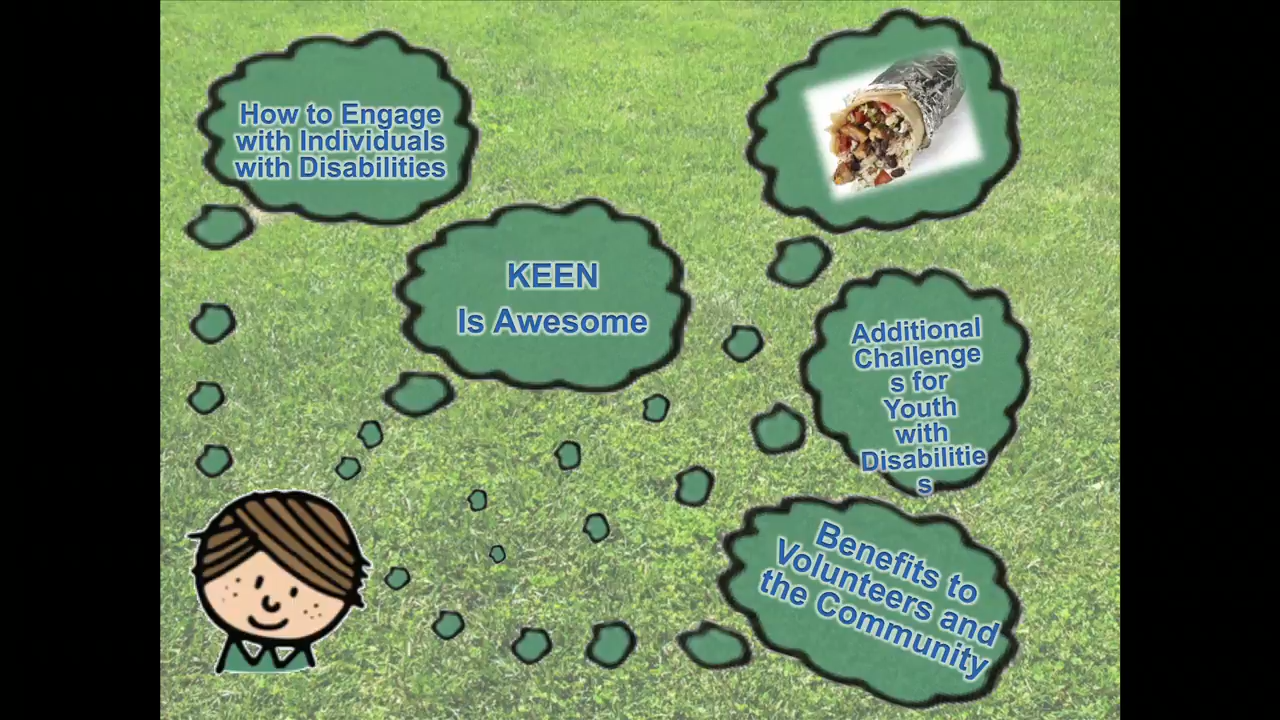 How to Engage
with Individuals
with Disabilities
KEEN
Is Awesome
Additional
Challenge
s for
Youth
with
Disabilitie
s
Benefits to
Volunteers and
the Community